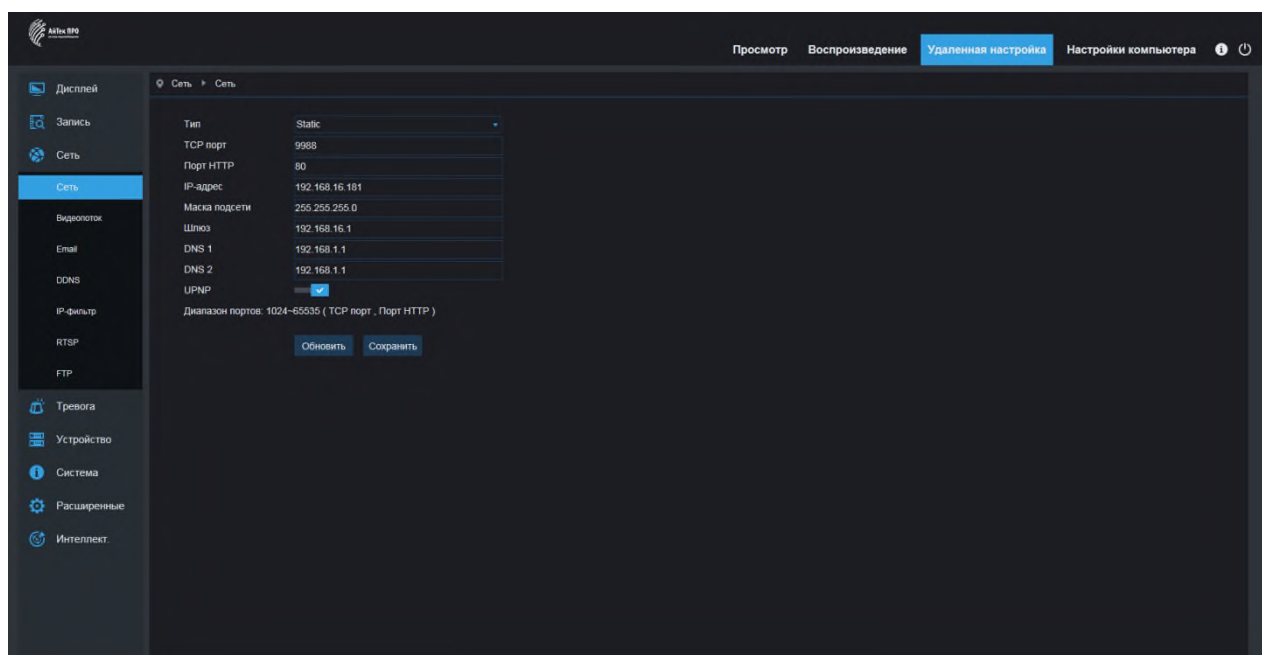 АйТек ПРО
Просмотр Воспроизведение Удаленная настройка Настройки компьютера
Дисплей
Запись
Сеть
Сеть
Видеопоток
Email
DDNS
IP-фильтр
RTSP
FTP
Тревога
Устройство
Система
Расширенные
Интеллект.
Сеть Сеть
Тип Static
TCP порт 9988
Порт HTTP 80
IP-адрес 192.168.16.181
Маска подсети 255.255.255.0
Шлюз 192.168.16.1
DNS 1 192.168.1.1
DNS 2 192.168.1.1
UPNP
Диапазон портов: 1024~65535 ( TCP порт , Порт HTTP )
Обновить Сохранить